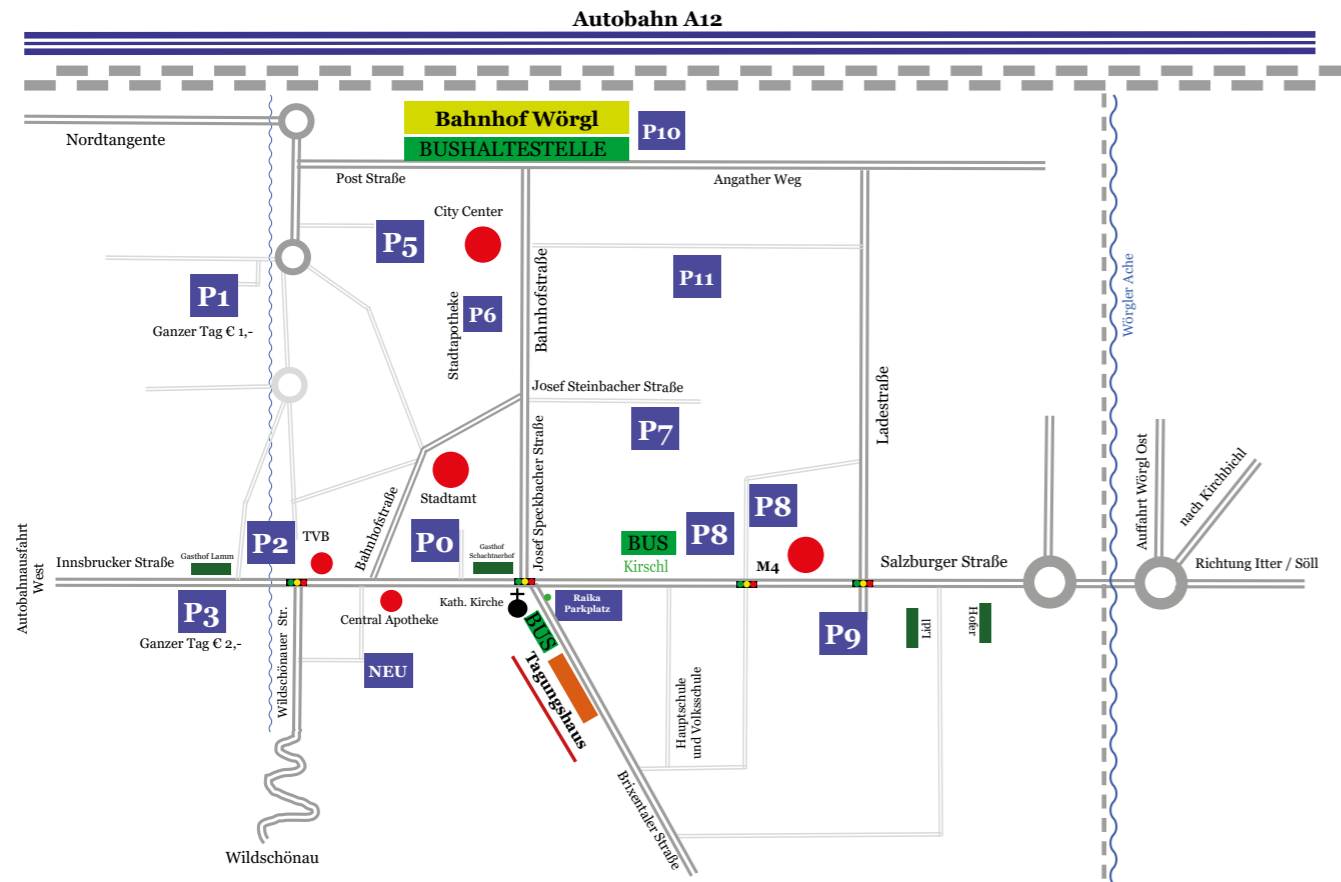 Autobahn A12
Bahnhof Wörgl
BUSHALTESTELLE
P10
Nordtangente
Post Straße
Angather Weg
City Center
P5
P1
Ganzer Tag € 1,-
Stadtapotheke
P6
Bahnhofstraße
P11
Wörgler Ache
Josef Steinbacher Straße
P7
Ladestraße
Stadtamt
Bahnhofstraße
Josef Speckbacher Straße
P8
P8
Auffahrt Wörgl Ost
nach Kirchbichl
Autobahnausfahrt
West
Innsbrucker Straße
Gasthof Lamm
P2
TVB
P0
Gasthof
Schachtnerhof
BUS
Kirschl
M4
Salzburger Straße
Richtung Itter / Söll
P3
Ganzer Tag € 2,-
Wildschönauer Str.
Central Apotheke
Kath. Kirche
Raika
Parkplatz
P9
Lidl
Hofer
NEU
BUS
Tagungshaus
Hauptschule
und Volksschule
Brixentaler Straße
Wildschönau